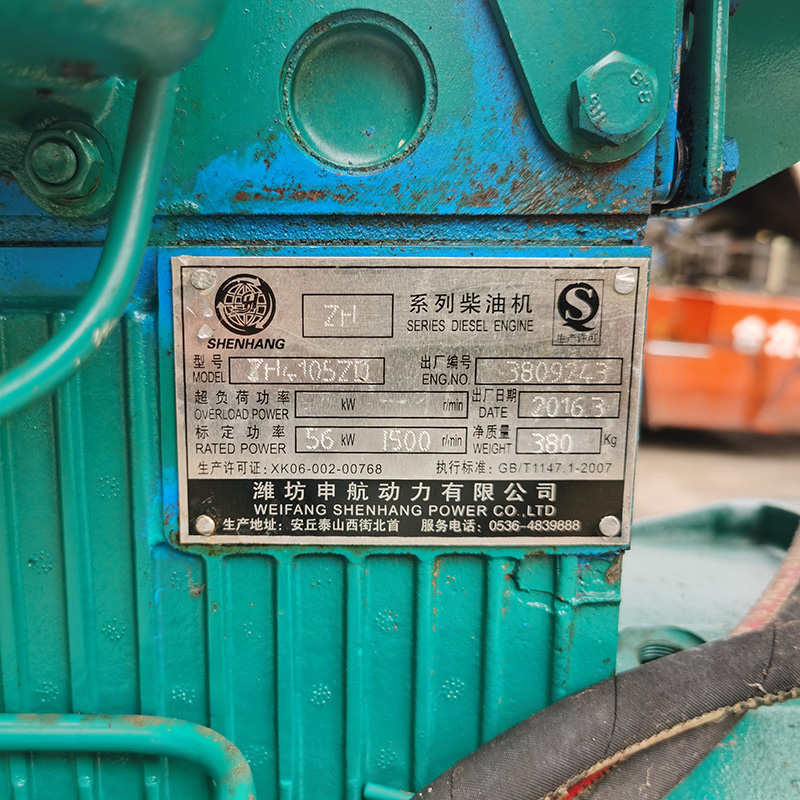 88
ZH
系列柴油机
SERIES DIESEL ENGINE
生产许可
SHENHANG
型号
MODEL ZH4105ZD
出厂编号
ENG.NO. 3809243
超负荷功率
OVERLOAD POWER kW r/min
出厂日期
DATE 2016.3
标定功率
RATED POWER 56 kW 1500 r/min
净质量
WEIGHT 380 Kg
生产许可证: XK06-002-00768 执行标准: GB/T1147.1-2007
潍坊申航动力有限公司
WEIFANG SHENHANG POWER CO.,LTD
生产地址: 安丘泰山西街北首 服务电话: 0536-4839888